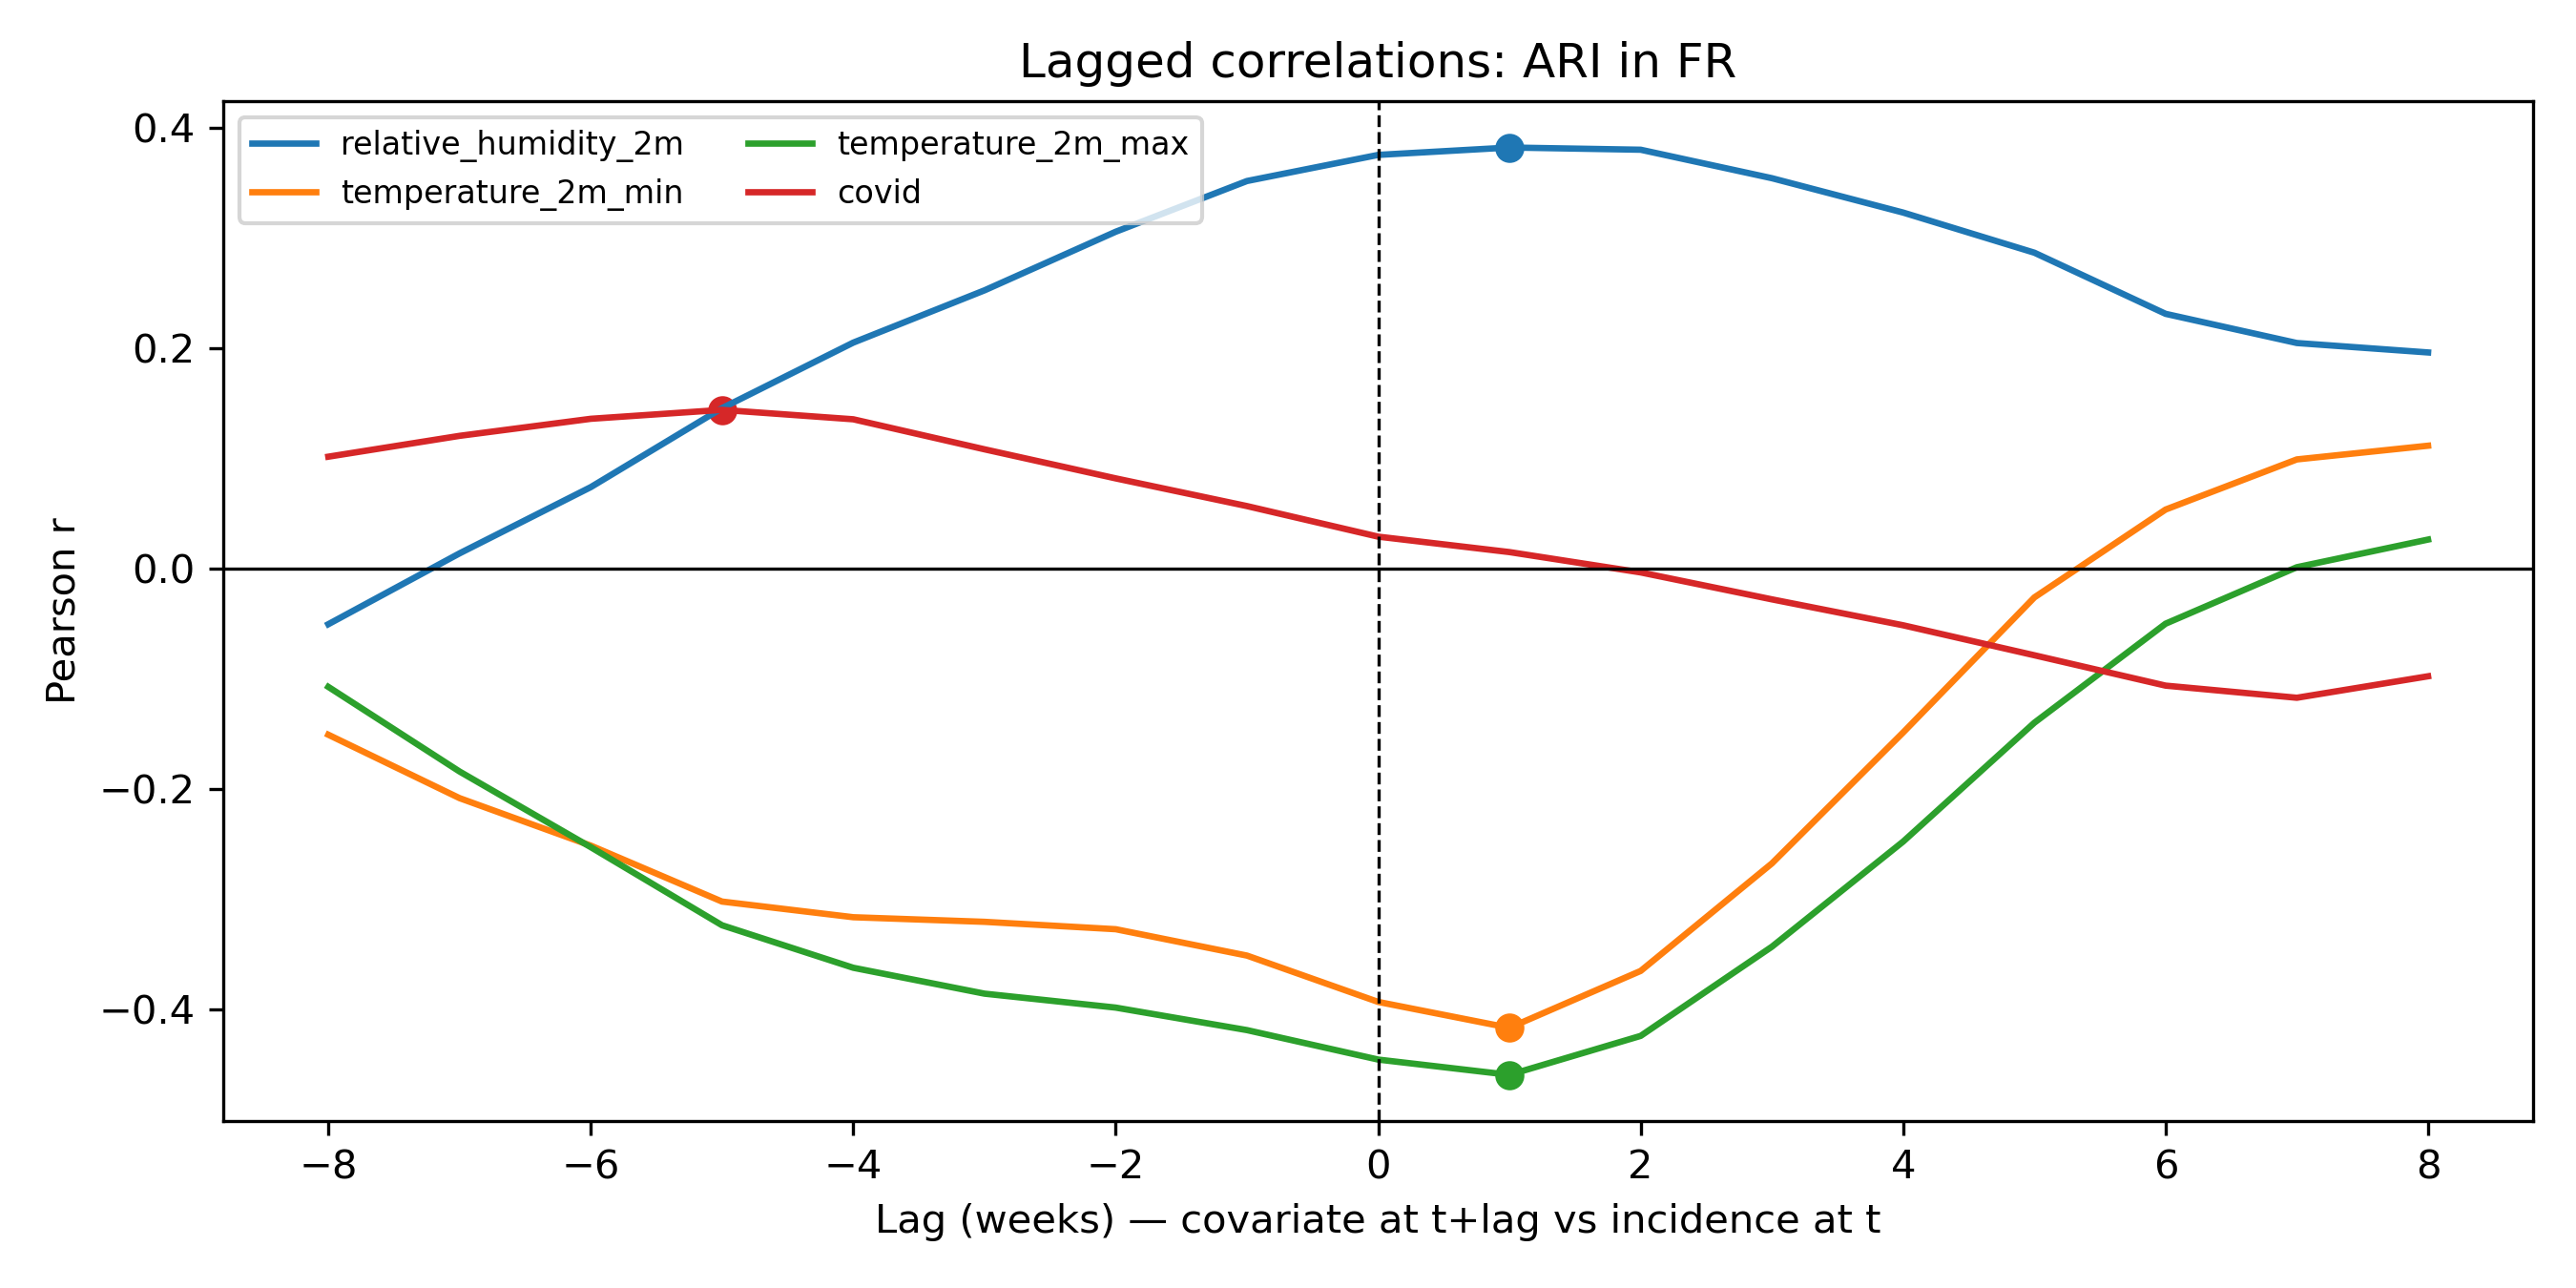 Lagged correlations: ARI in FR
relative_humidity_2m
temperature_2m_min
temperature_2m_max
covid
Pearson r
0.4
0.2
0.0
−0.2
−0.4
−8 −6 −4 −2 0 2 4 6 8
Lag (weeks) — covariate at t+lag vs incidence at t